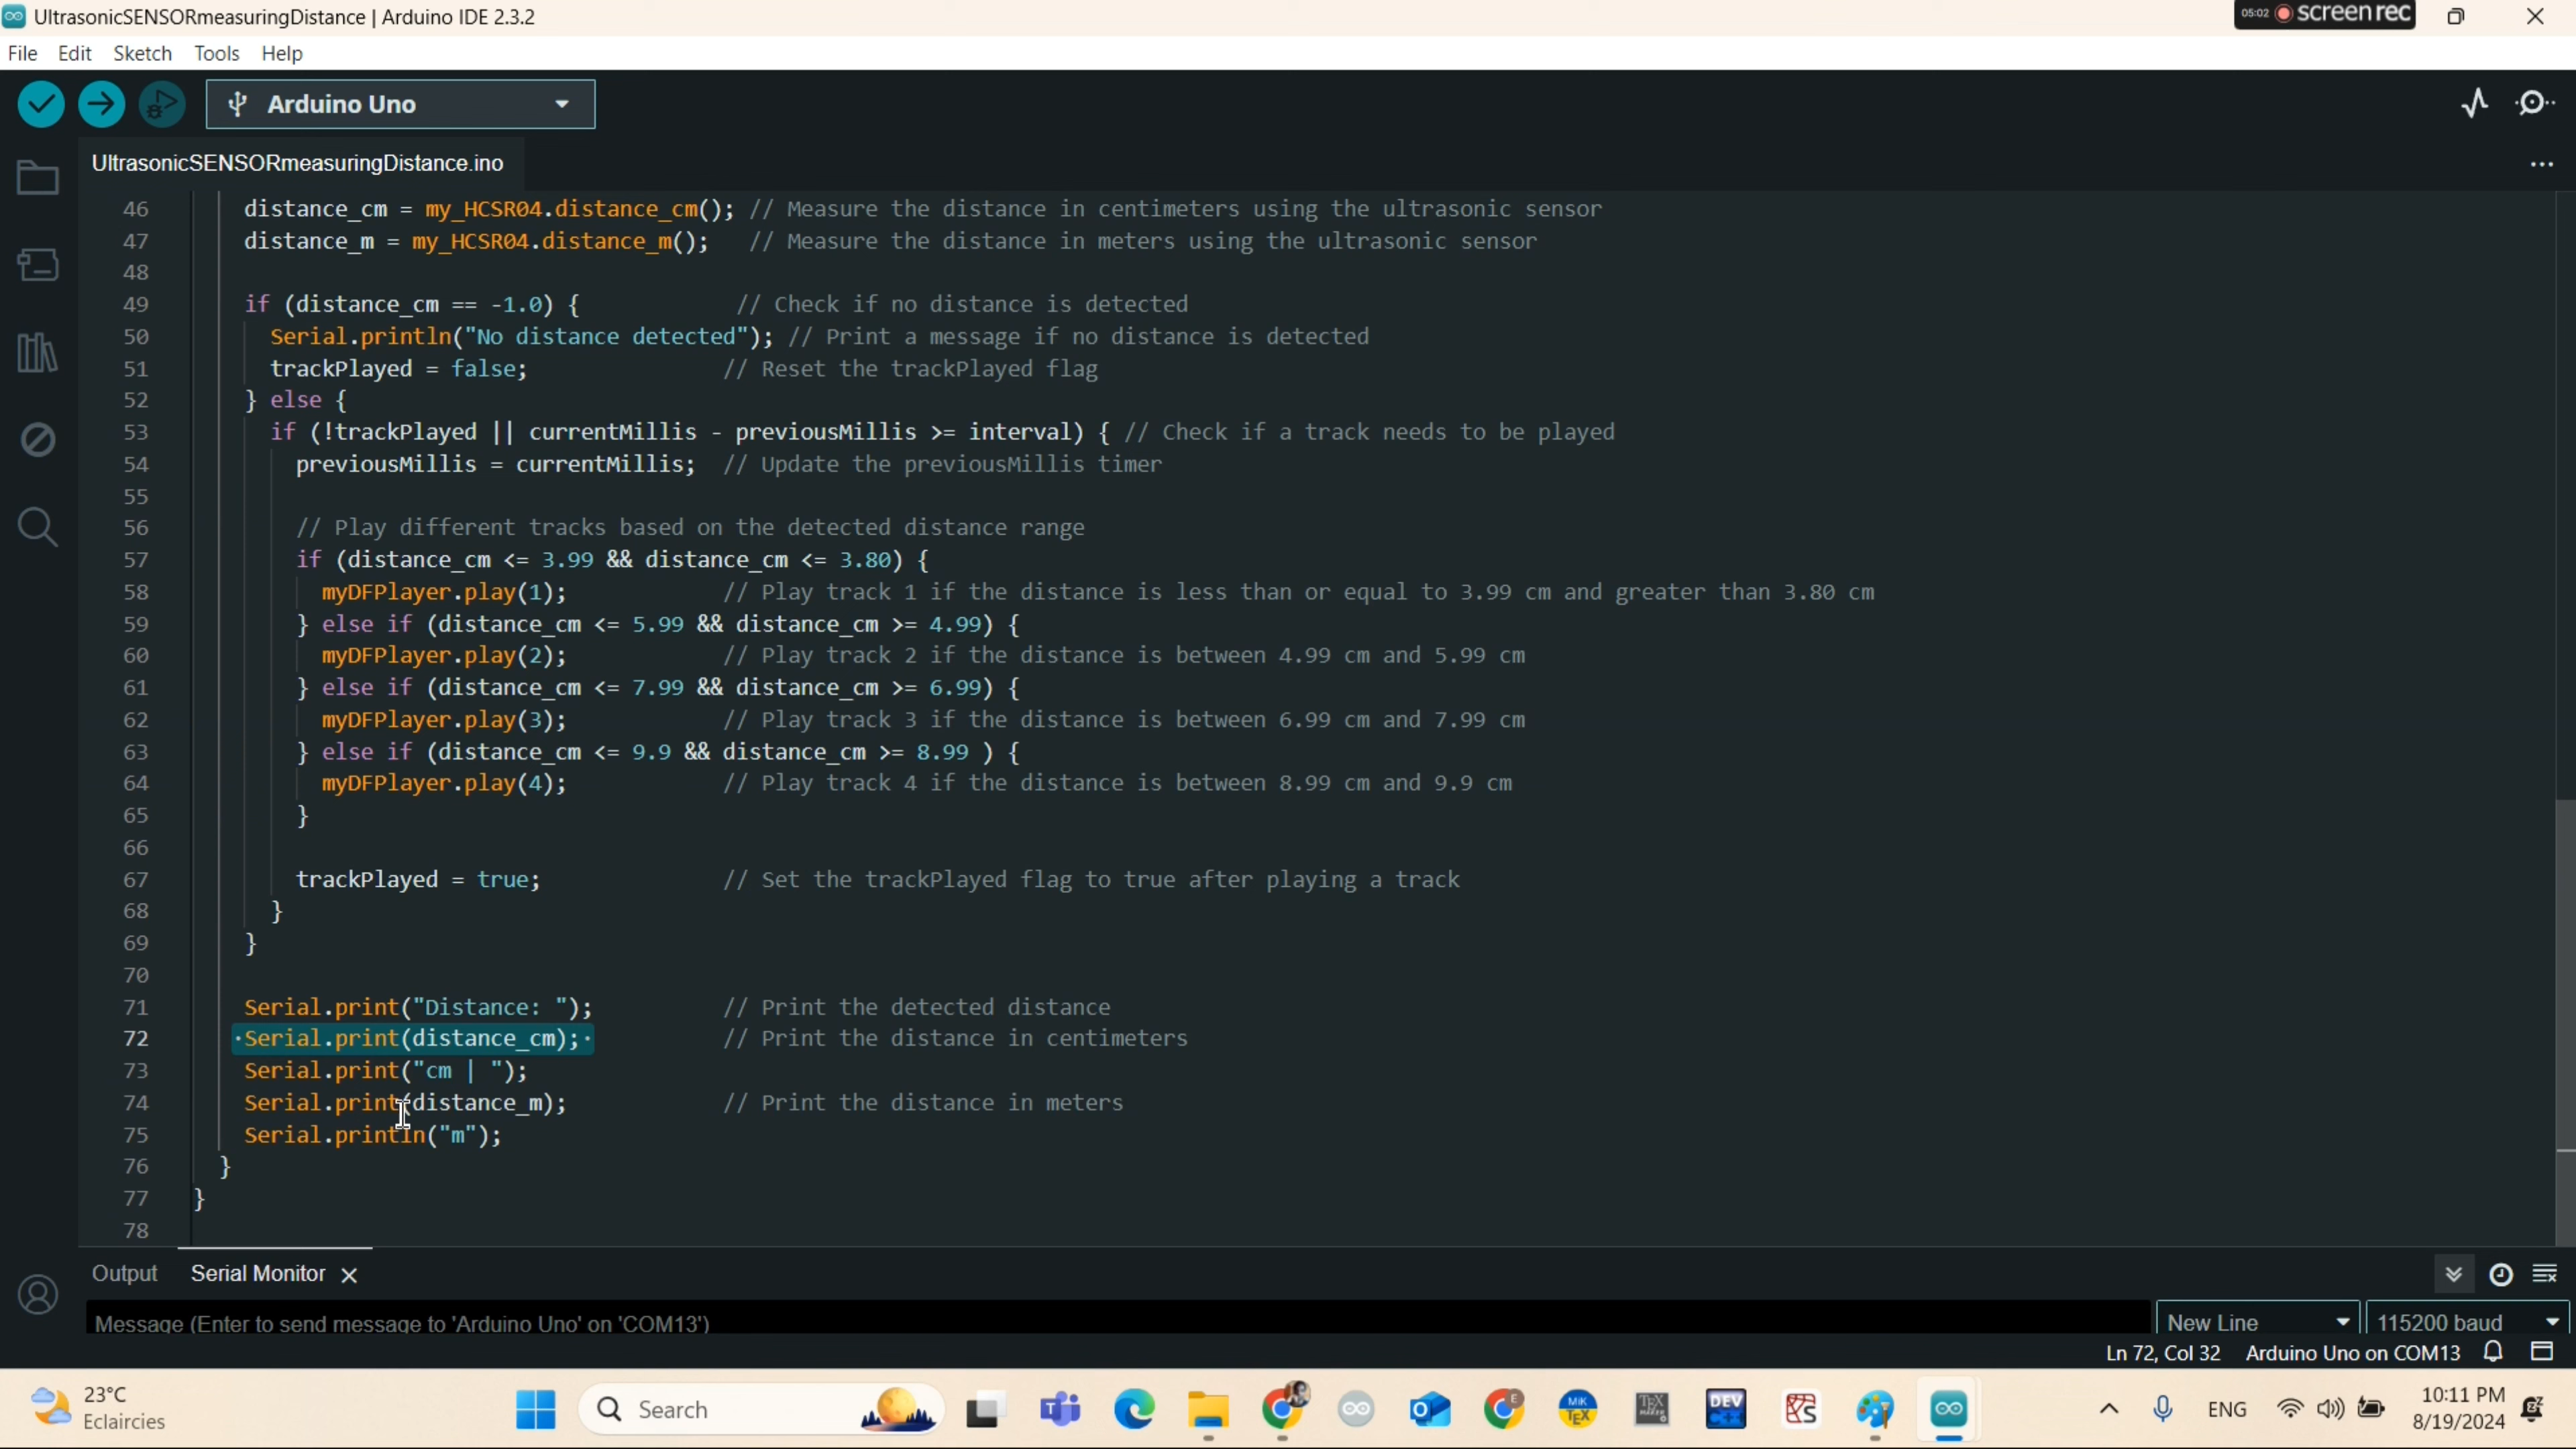 UltrasonicSENSORmeasuringDistance | Arduino IDE 2.3.2
05:02 screenrec
File Edit Sketch Tools Help
Arduino Uno
UltrasonicSENSORmeasuringDistance.ino
46 distance_cm = my_HCSR04.distance_cm(); // Measure the distance in centimeters using the ultrasonic sensor
47 distance_m = my_HCSR04.distance_m(); // Measure the distance in meters using the ultrasonic sensor
48
49 if (distance_cm == -1.0) { // Check if no distance is detected
50 Serial.println("No distance detected"); // Print a message if no distance is detected
51 trackPlayed = false; // Reset the trackPlayed flag
52 } else {
53 if (!trackPlayed || currentMillis - previousMillis >= interval) { // Check if a track needs to be played
54 previousMillis = currentMillis; // Update the previousMillis timer
55
56 // Play different tracks based on the detected distance range
57 if (distance_cm <= 3.99 && distance_cm <= 3.80) {
58 myDFPlayer.play(1); // Play track 1 if the distance is less than or equal to 3.99 cm and greater than 3.80 cm
59 } else if (distance_cm <= 5.99 && distance_cm >= 4.99) {
60 myDFPlayer.play(2); // Play track 2 if the distance is between 4.99 cm and 5.99 cm
61 } else if (distance_cm <= 7.99 && distance_cm >= 6.99) {
62 myDFPlayer.play(3); // Play track 3 if the distance is between 6.99 cm and 7.99 cm
63 } else if (distance_cm <= 9.9 && distance_cm >= 8.99 ) {
64 myDFPlayer.play(4); // Play track 4 if the distance is between 8.99 cm and 9.9 cm
65 }
66
67 trackPlayed = true; // Set the trackPlayed flag to true after playing a track
68 }
69 }
70
71 Serial.print("Distance: "); // Print the detected distance
72 Serial.print(distance_cm); // Print the distance in centimeters
73 Serial.print("cm | ");
74 Serial.print(distance_m); // Print the distance in meters
75 Serial.println("m");
76 }
77 }
78
Output Serial Monitor
Message (Enter to send message to 'Arduino Uno' on 'COM13') New Line 115200 baud
Ln 72, Col 32 Arduino Uno on COM13
23°C
Eclaircies
Search
MiK TEX
TEX MAKER
DEV C++
ENG
10:11 PM
8/19/2024